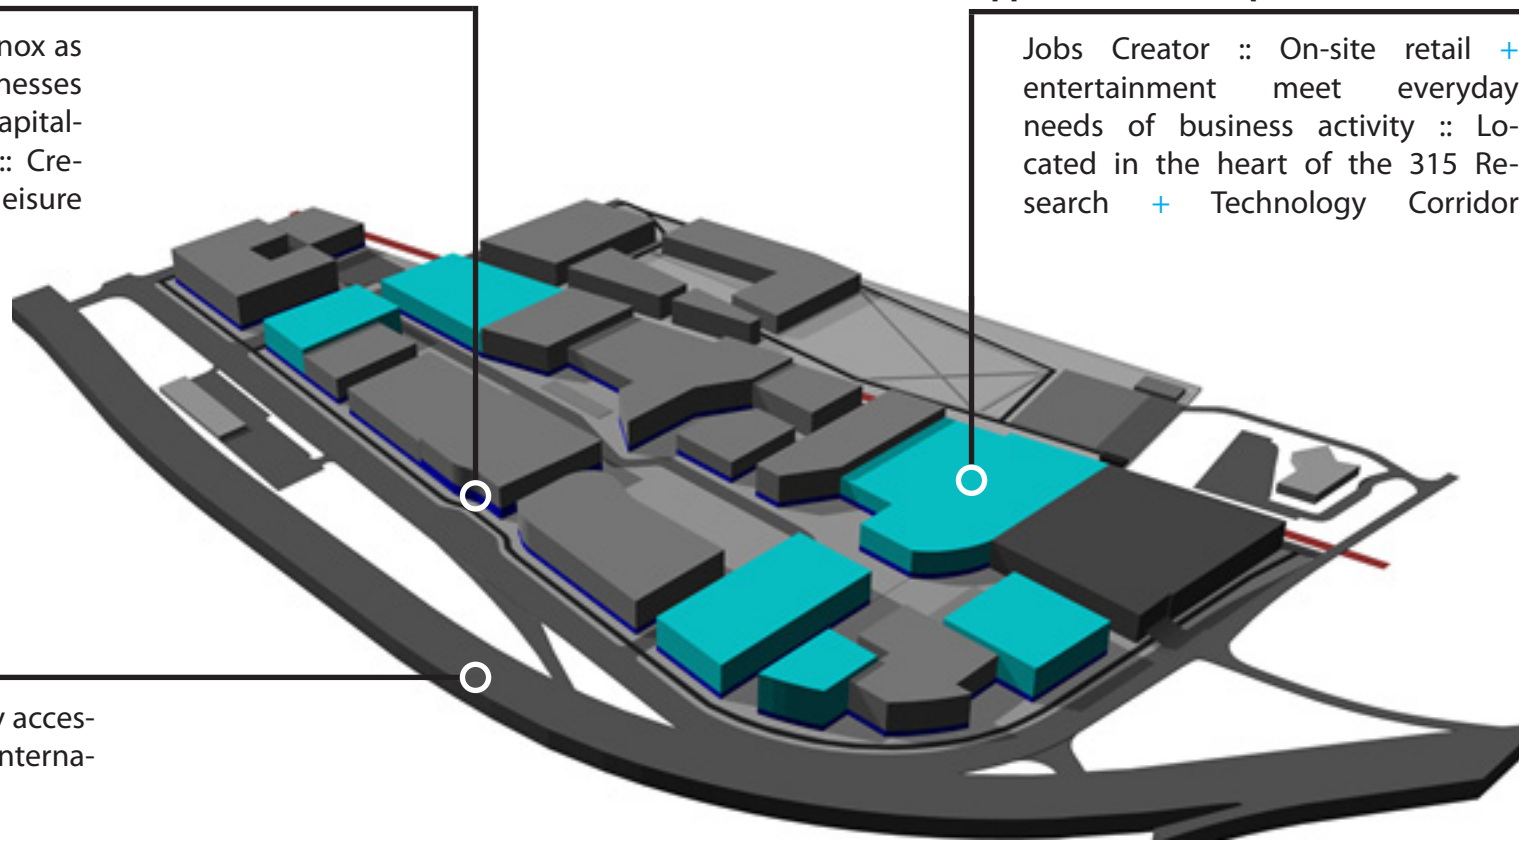 nox as
nesses
apital-
:: Cre-
eisure
Jobs Creator :: On-site retail +
entertainment meet everyday
needs of business activity :: Lo-
cated in the heart of the 315 Re-
search + Technology Corridor
y acces-
nterna-